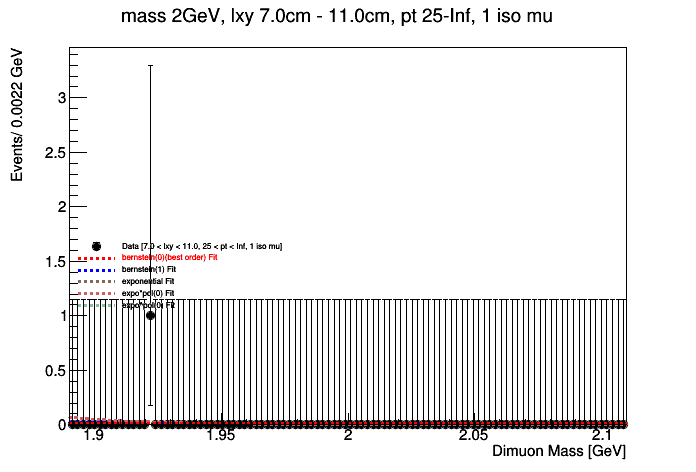 mass 2GeV, lxy 7.0cm - 11.0cm, pt 25-Inf, 1 iso mu
Events/ 0.0022 GeV
3
2.5
2
Data [7.0 < lxy < 11.0, 25 < pt < Inf, 1 iso mu]
bernstein(0)(best order) Fit
1.5
bernstein(1) Fit
exponential Fit
expo*pol(0) Fit
Fit
1
0.5
0
1.9
1.95
2
2.05
2.1
Dimuon Mass [GeV]